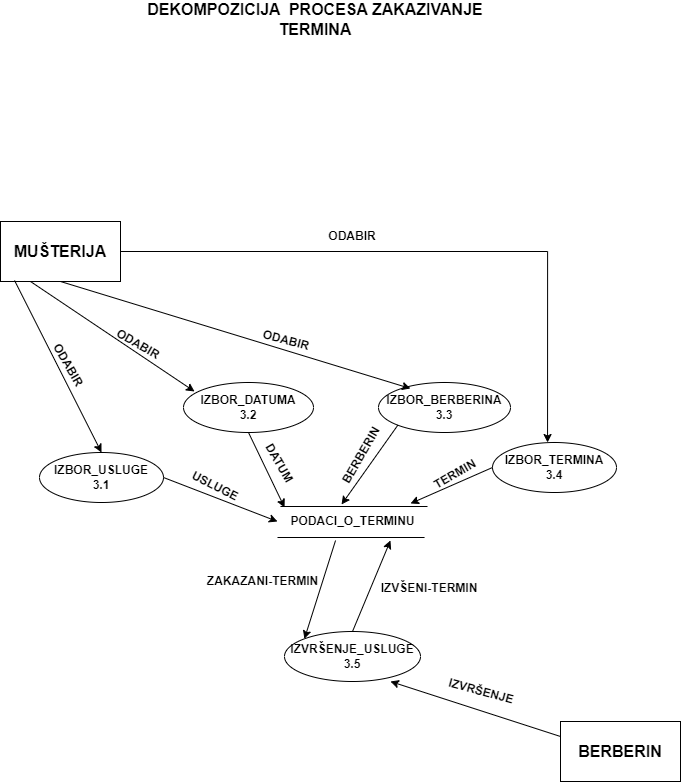 DEKOMPOZICIJA PROCESA ZAKAZIVANJE
TERMINA
ODABIR
MUŠTERIJA
ODABIR
ODABIR
ODABIR
IZBOR_DATUMA
3.2
IZBOR_BERBERINA
3.3
IZBOR_USLUGE
3.1
IZBOR_TERMINA
3.4
USLUGE
DATUM
BERBERIN
TERMIN
PODACI_O_TERMINU
ZAKAZANI-TERMIN
IZVŠENI-TERMIN
IZVRŠENJE_USLUGE
3.5
IZVRŠENJE
BERBERIN